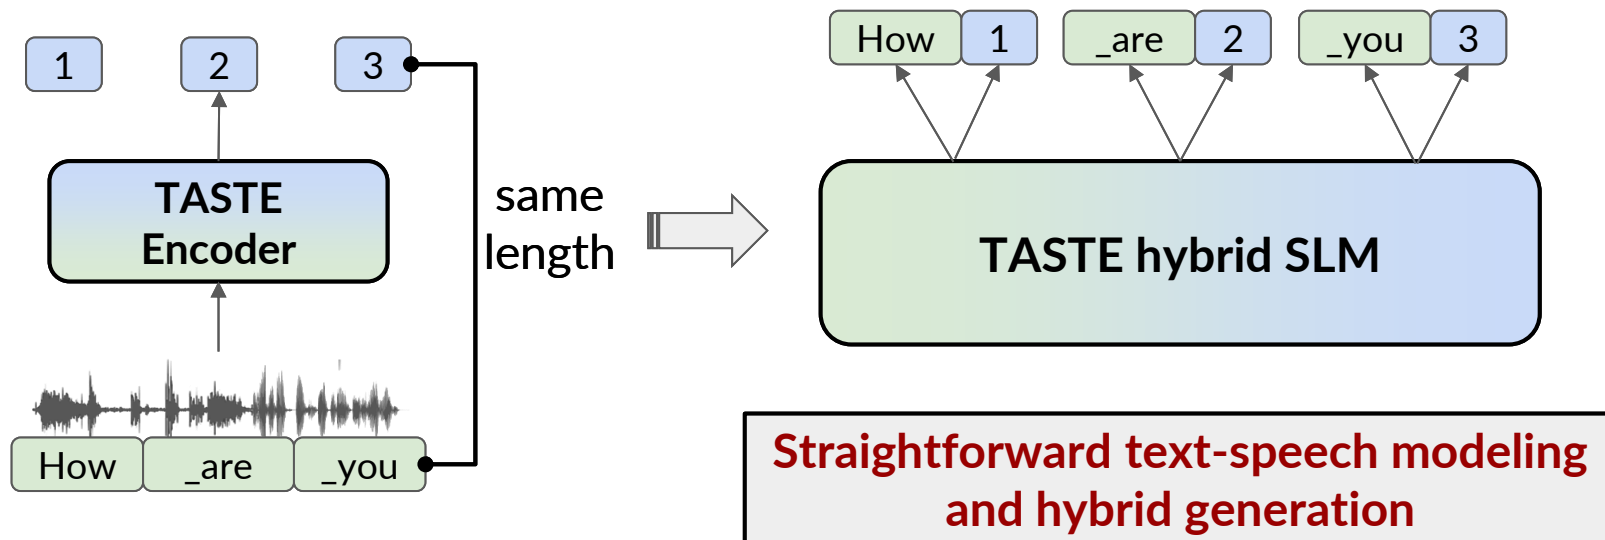 1 2 3
TASTE
Encoder
same
length
How _are _you
How 1 _are 2 _you 3
TASTE hybrid SLM
Straightforward text-speech modeling
and hybrid generation